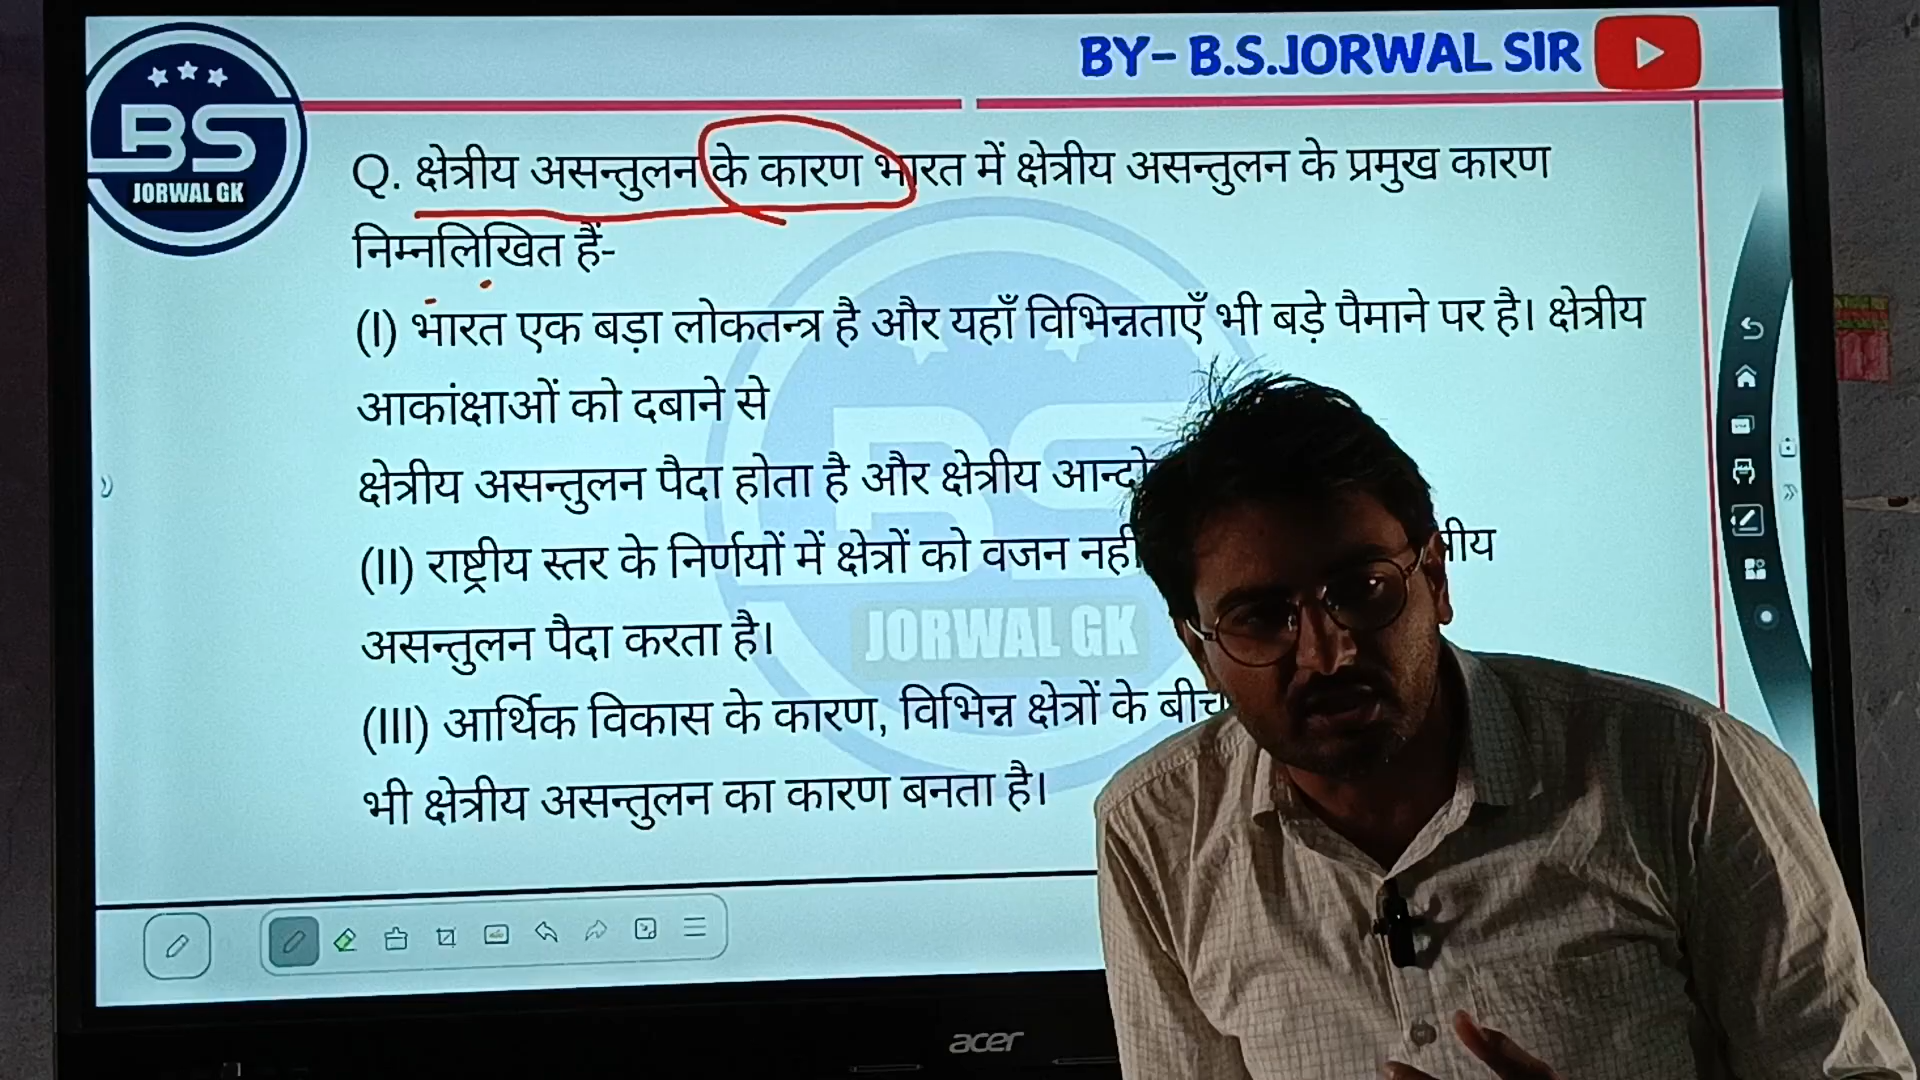 BS
JORWAL GK
BY- B.S.JORWAL SIR
Q. क्षेत्रीय असन्तुलन के कारण भारत में क्षेत्रीय असन्तुलन के प्रमुख कारण
निम्नलिखित हैं-
(I) भारत एक बड़ा लोकतन्त्र है और यहाँ विभिन्नताएँ भी बड़े पैमाने पर है। क्षेत्रीय
आकांक्षाओं को दबाने से
क्षेत्रीय असन्तुलन पैदा होता है और क्षेत्रीय
(II) राष्ट्रीय स्तर के निर्णयों में क्षेत्रों को वजन
असन्तुलन पैदा करता है।
(III) आर्थिक विकास के कारण, विभिन्न क्षेत्रों के बीच
भी क्षेत्रीय असन्तुलन का कारण बनता है।
BS
JORWAL GK
acer